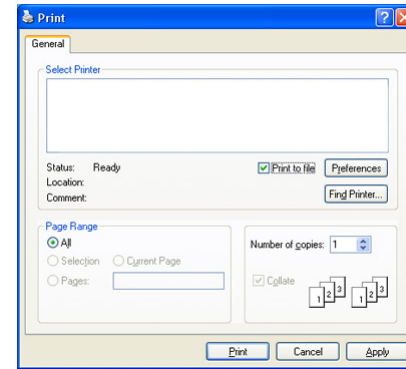 Print
General
Select Printer
Status: Ready
Print to file
Preferences
Location:
Comment:
Find Printer...
Page Range
All
Selection
Current Page
Pages:
Number of copies: 1
Collate
1 2 3 1 2 3
Print Cancel Apply